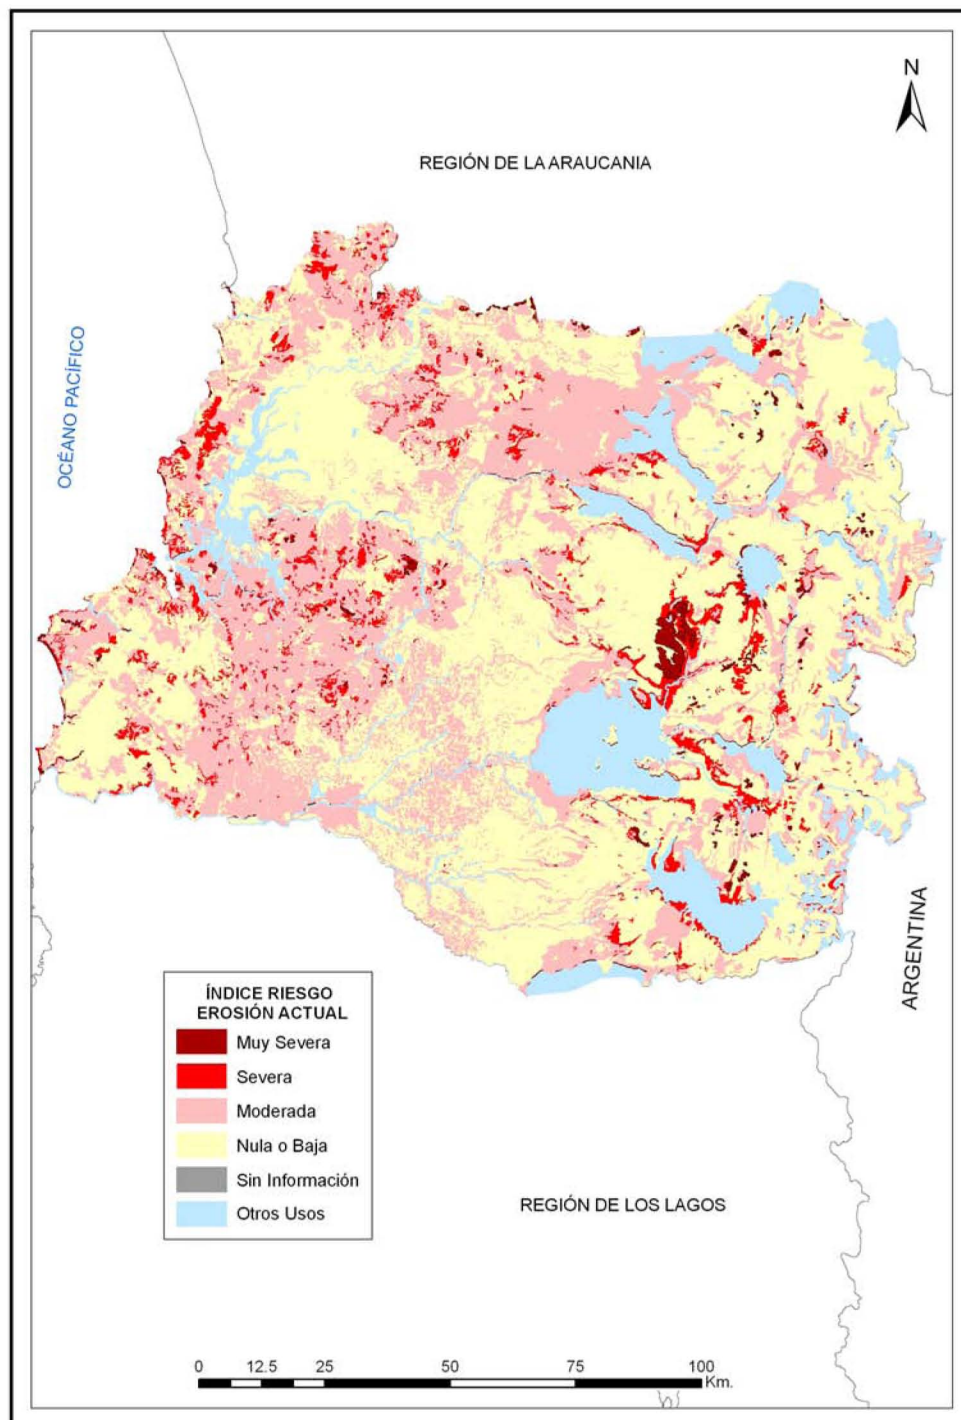 N
REGIÓN DE LA ARAUCANIA
OCÉANO PACÍFICO
ARGENTINA
ÍNDICE RIESGO
EROSIÓN ACTUAL
Muy Severa
Severa
Moderada
Nula o Baja
Sin Información
Otros Usos
REGIÓN DE LOS LAGOS
0 12.5 25 50 75 100
Km.